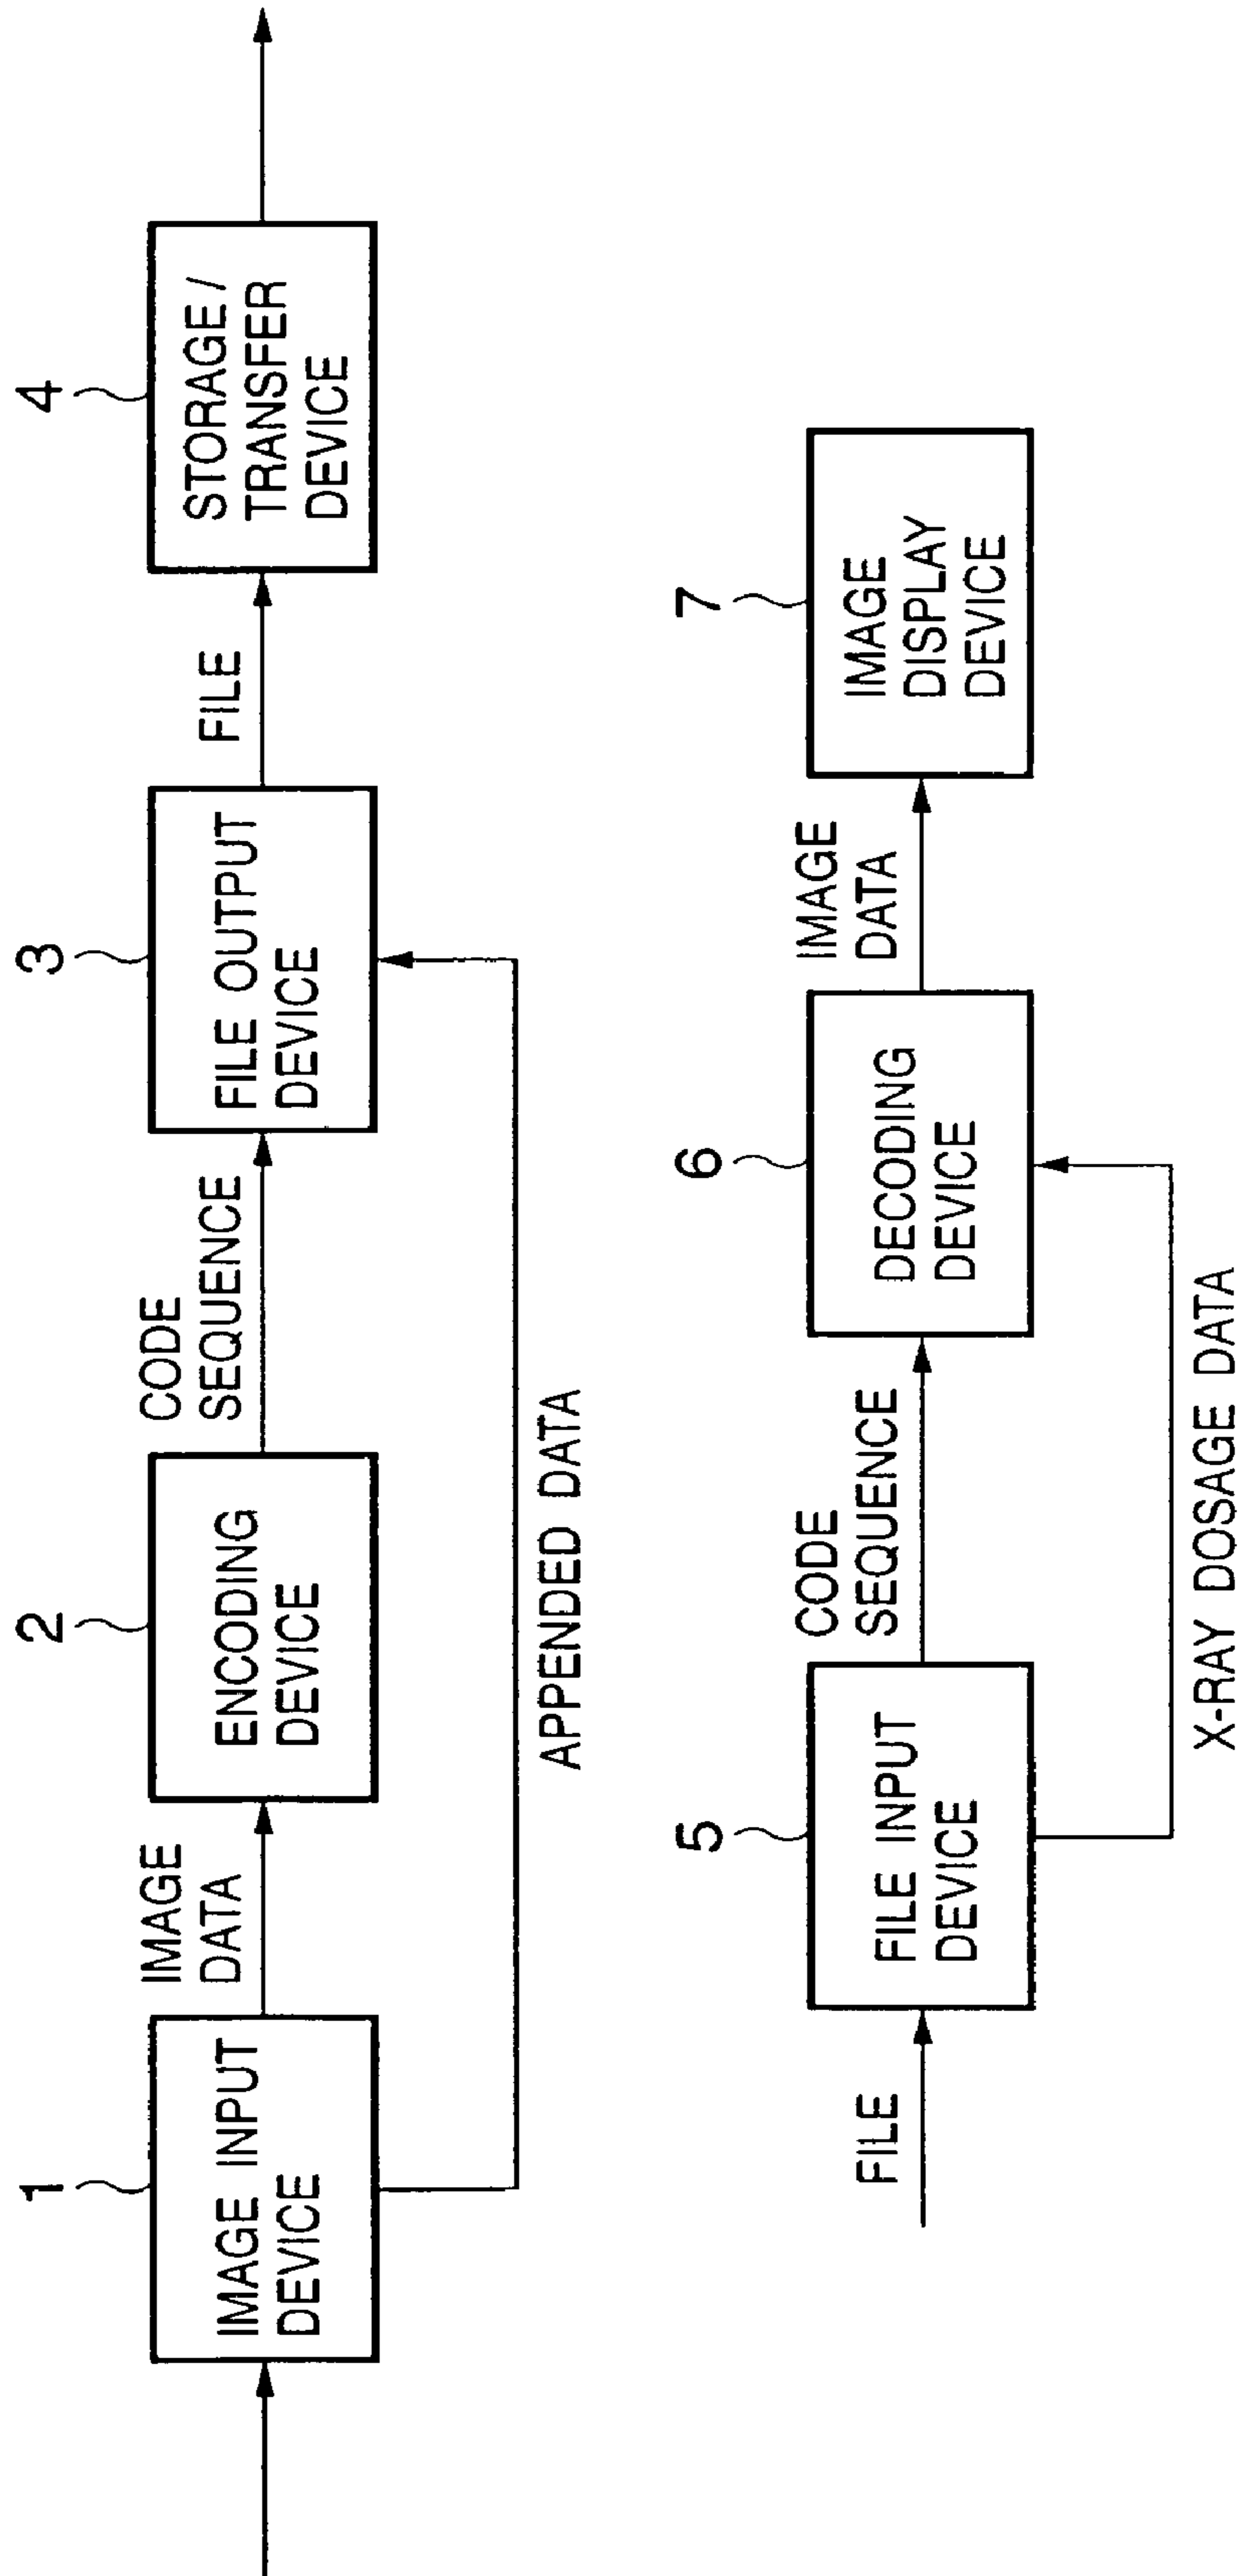 1
IMAGE INPUT
DEVICE
IMAGE
DATA
2
ENCODING
DEVICE
CODE
SEQUENCE
3
FILE OUTPUT
DEVICE
FILE
4
STORAGE /
TRANSFER
DEVICE
APPENDED DATA
FILE
5
FILE INPUT
DEVICE
CODE
SEQUENCE
6
DECODING
DEVICE
IMAGE
DATA
7
IMAGE
DISPLAY
DEVICE
X-RAY DOSAGE DATA